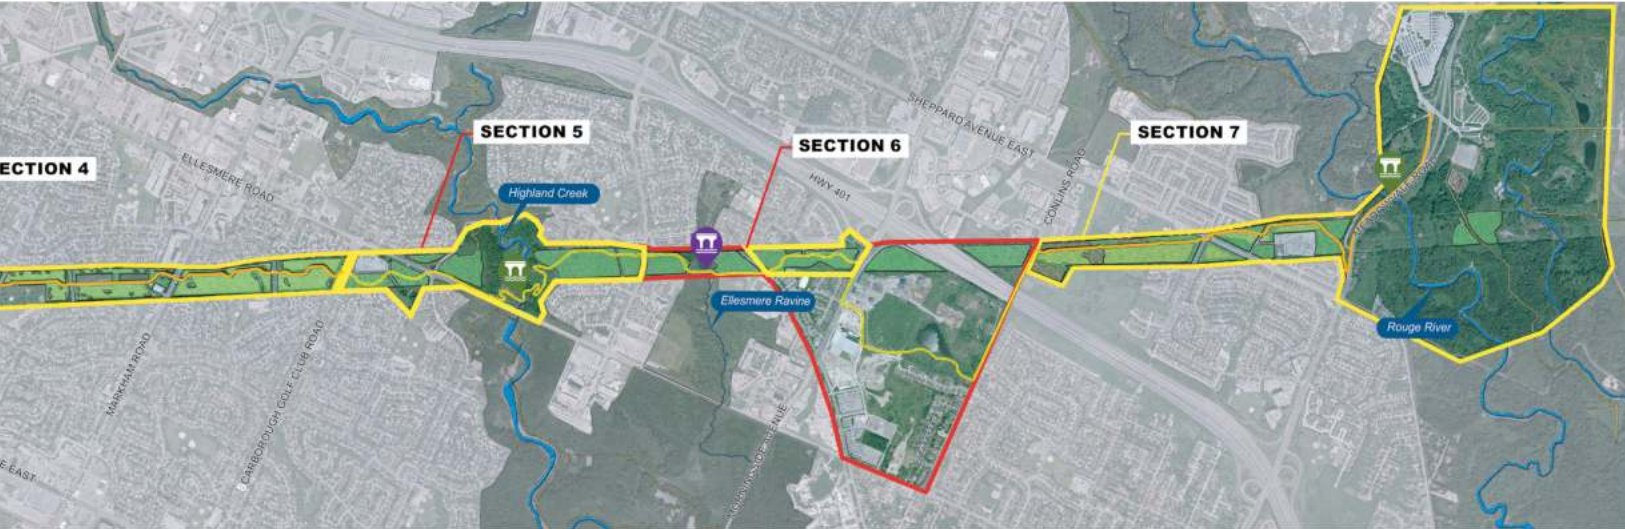 SECTION 5
SECTION 6
SECTION 7
ECTION 4
ELLESMERE ROAD
SHEPPARD AVENUE EAST
HWY 401
CONLINS ROAD
Highland Creek
Ellesmere Ravine
Rouge River
MARKHAM ROAD
SCARBOROUGH GOLF CLUB ROAD
E EAST
AVENUE